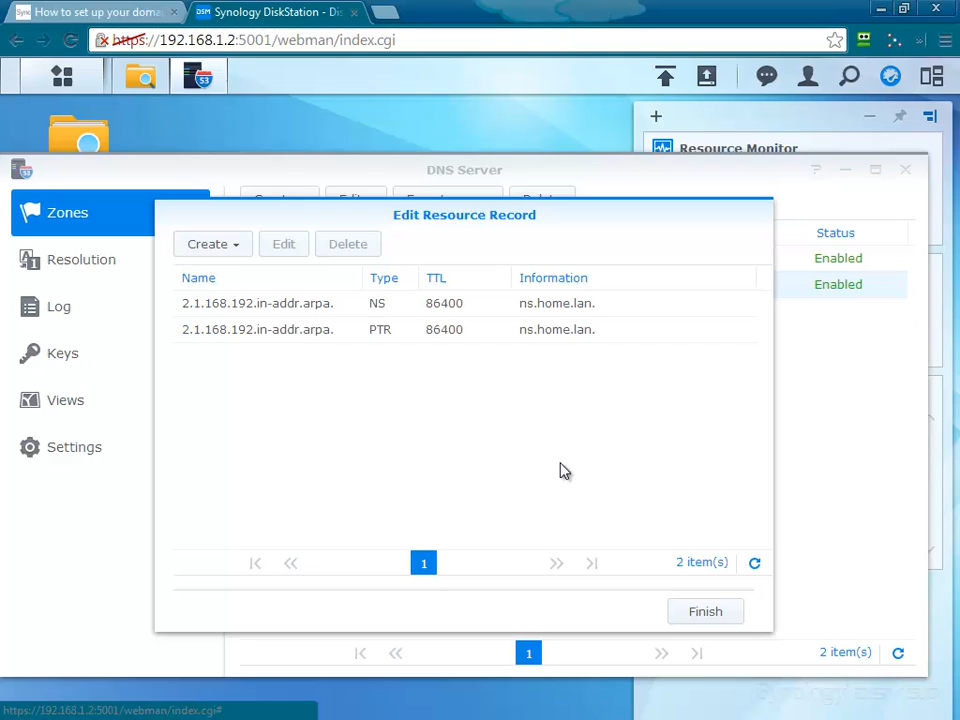 How to set up your doma
Synology DiskStation - Dis
https://192.168.1.2:5001/webman/index.cgi
Resource Monitor
DNS Server
Zones
Resolution
Log
Keys
Views
Settings
Status
Enabled
Enabled
Edit Resource Record
Create
Edit
Delete
Name
Type
TTL
Information
2.1.168.192.in-addr.arpa.
NS
86400
ns.home.lan.
2.1.168.192.in-addr.arpa.
PTR
86400
ns.home.lan.
1
2 item(s)
Finish
1
2 item(s)
https://192.168.1.2:5001/webman/index.cgi#